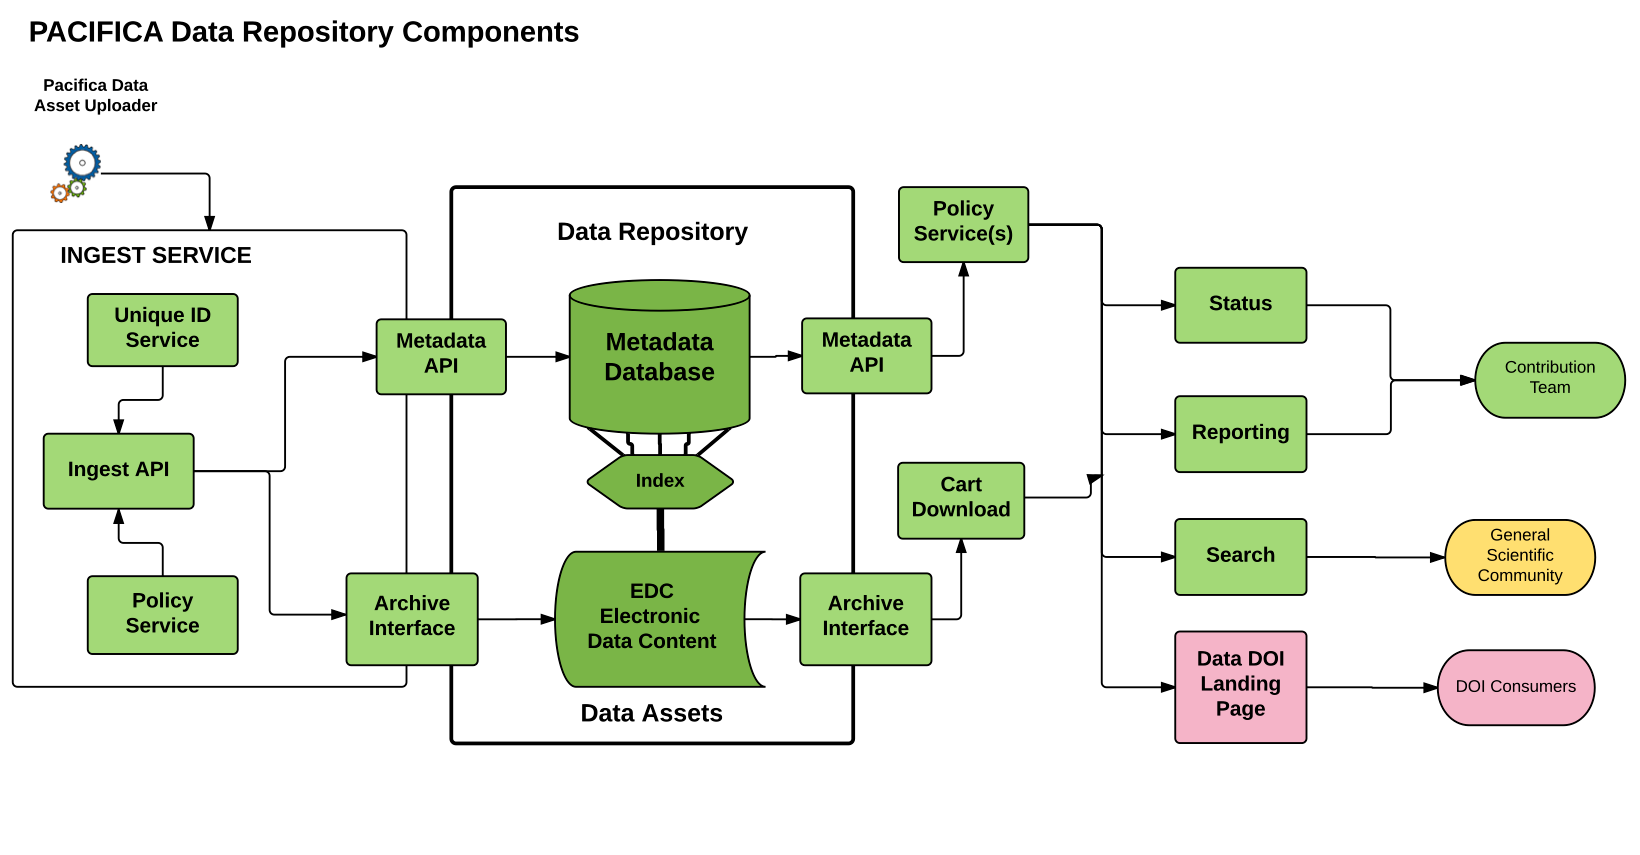 PACIFICA Data Repository Components
Pacifica Data
Asset Uploader
INGEST SERVICE
Unique ID
Service
Ingest API
Policy
Service
Metadata
API
Archive
Interface
Data Repository
Metadata
Database
Index
EDC
Electronic
Data Content
Data Assets
Metadata
API
Archive
Interface
Policy
Service(s)
Cart
Download
Status
Reporting
Search
Data DOI
Landing
Page
Contribution
Team
General
Scientific
Community
DOI Consumers